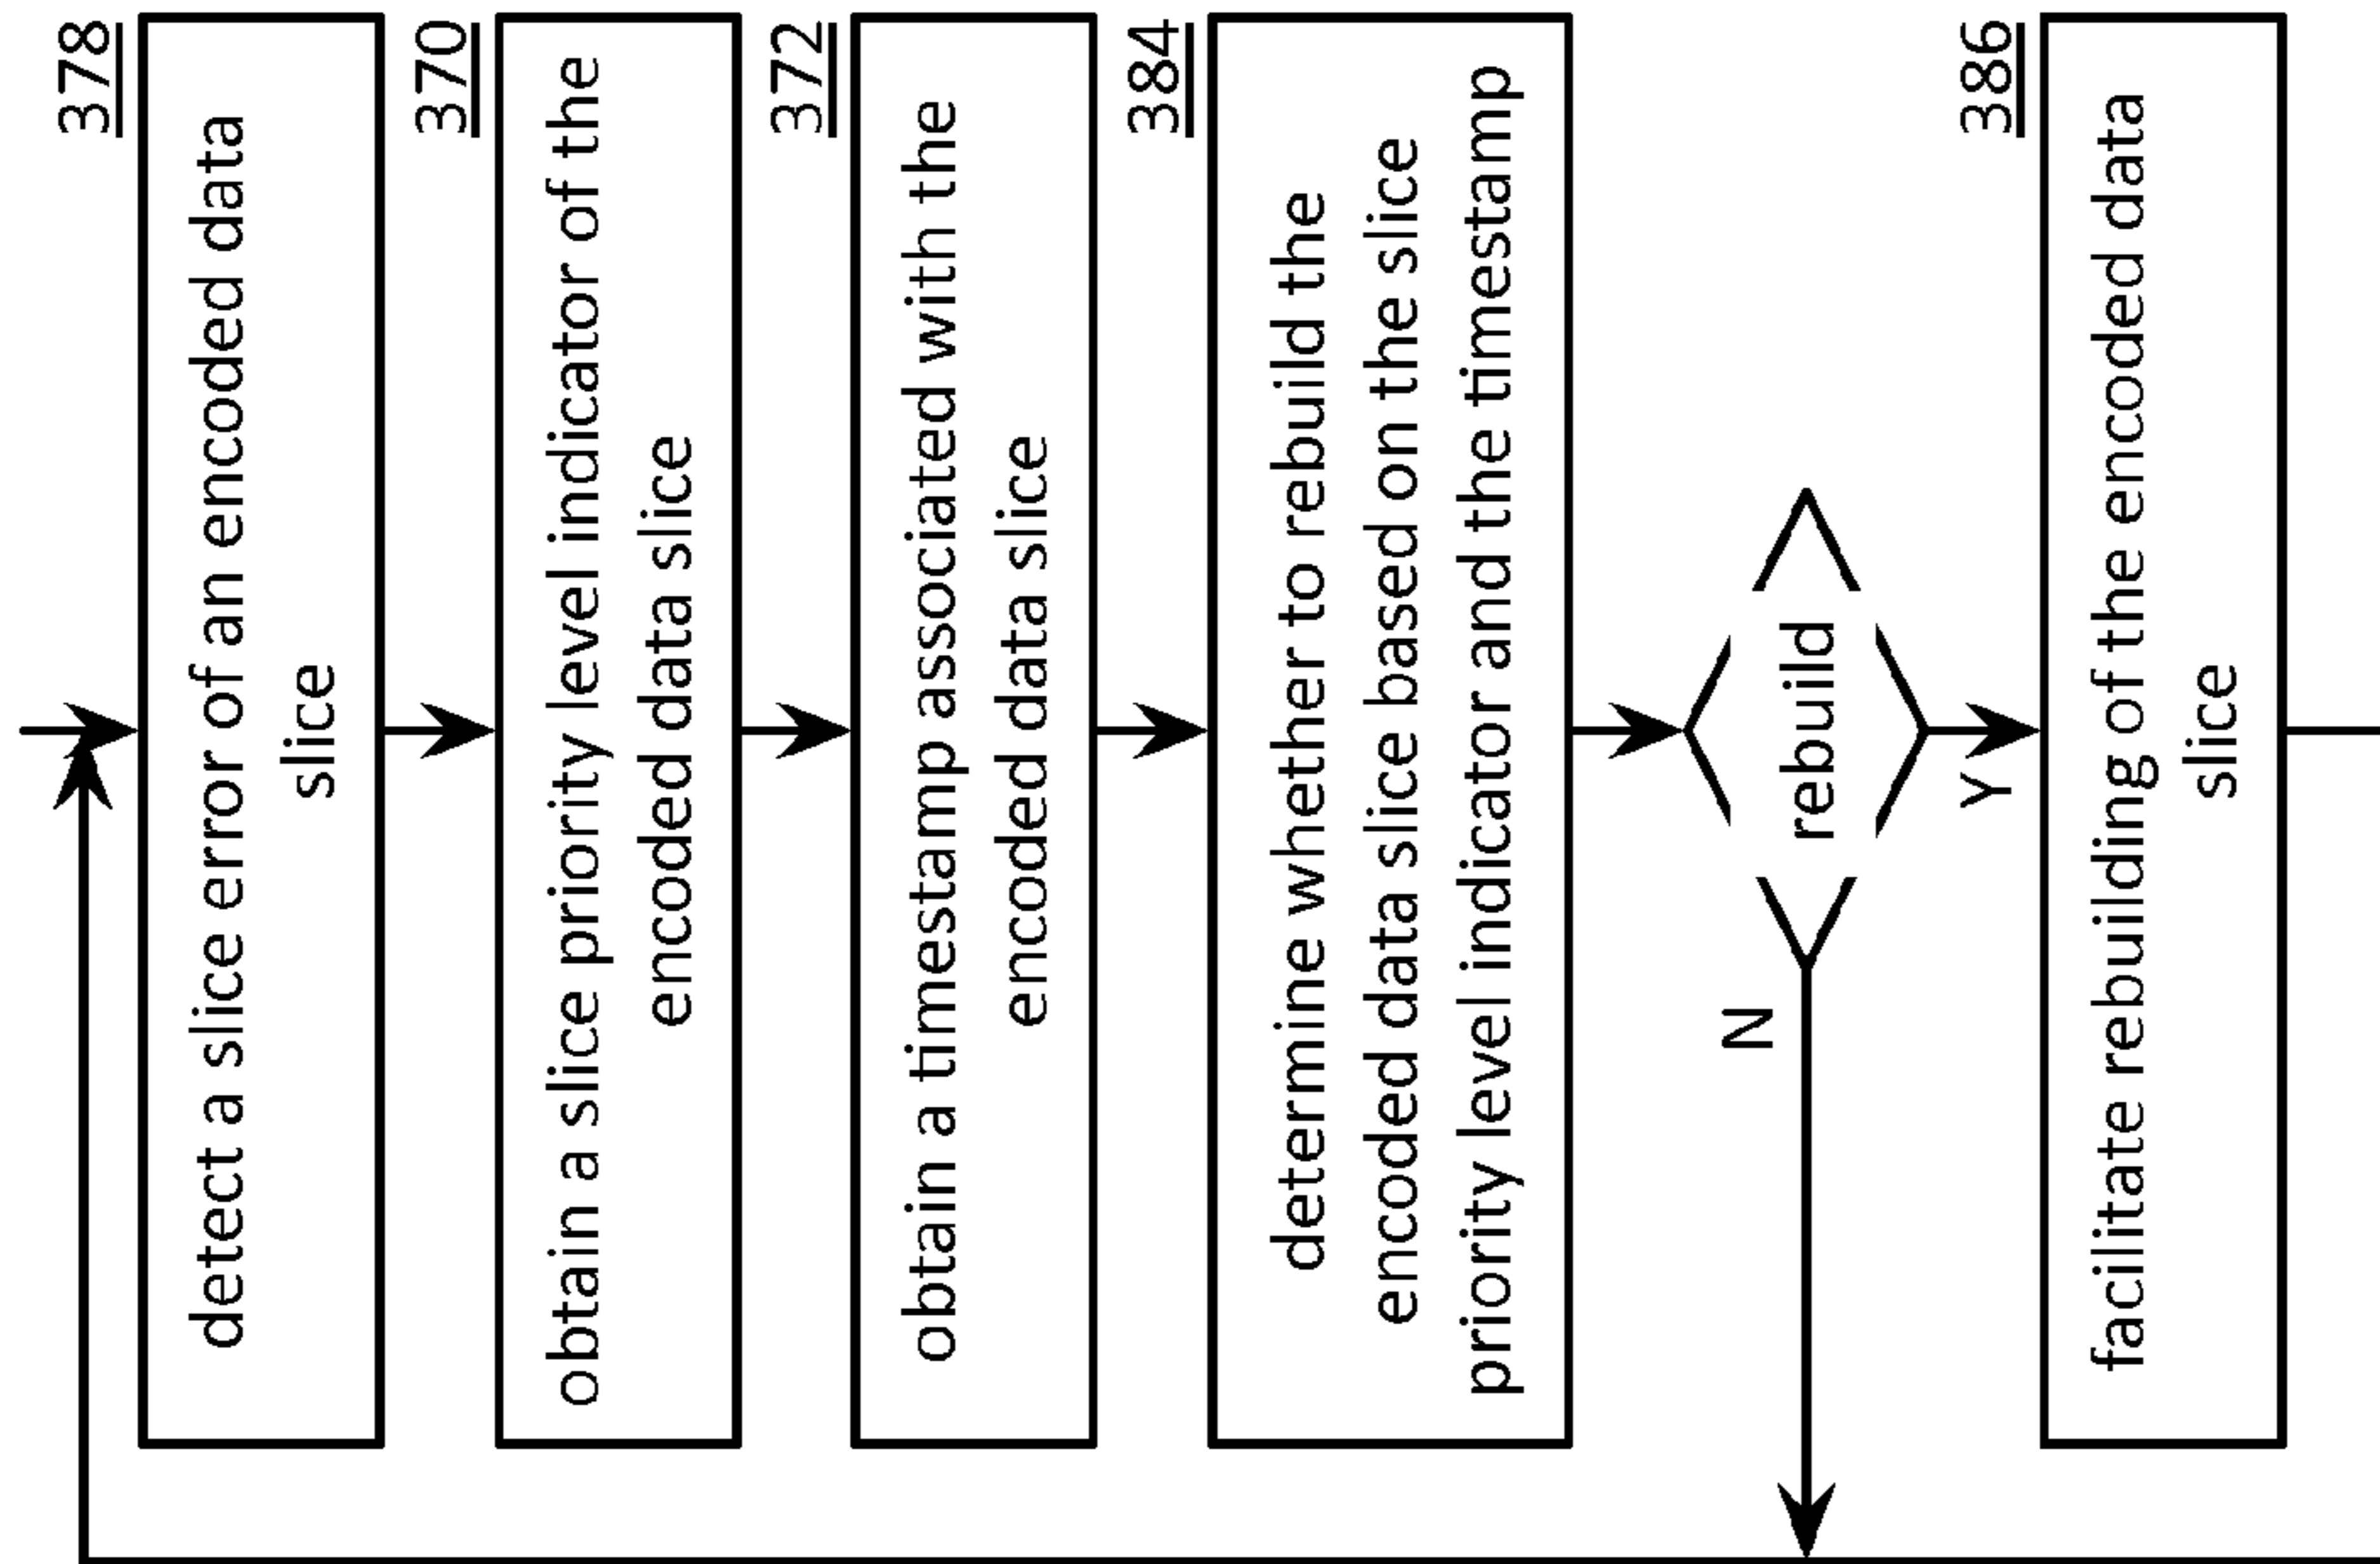 378
detect a slice error of an encoded data
slice
370
obtain a slice priority level indicator of the
encoded data slice
372
obtain a timestamp associated with the
encoded data slice
384
determine whether to rebuild the
encoded data slice based on the slice
priority level indicator and the timestamp
rebuild
N
Y
386
facilitate rebuilding of the encoded data
slice